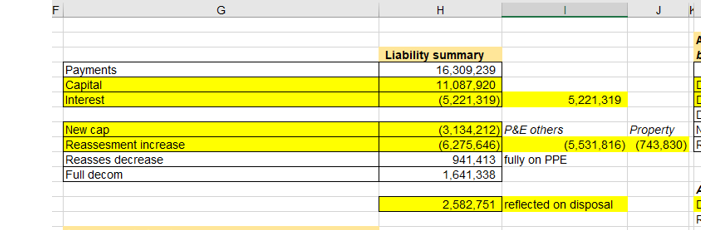 F G H I J
Liability summary
Payments 16,309,239
Capital 11,087,920
Interest (5,221,319) 5,221,319
New cap (3,134,212) P&E others Property
Reassesment increase (6,275,646) (5,531,816) (743,830)
Reasses decrease 941,413 fully on PPE
Full decom 1,641,338
2,582,751 reflected on disposal